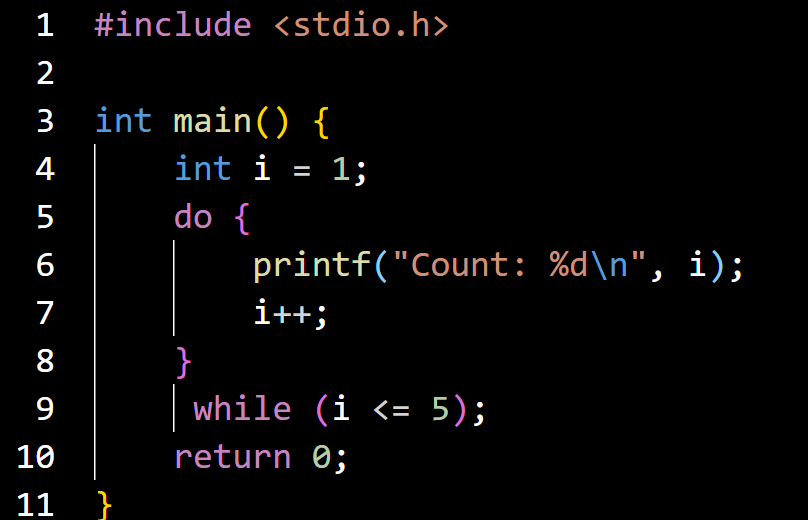 1 #include <stdio.h>
2
3 int main() {
4     int i = 1;
5     do {
6         printf("Count: %d\n", i);
7         i++;
8     }
9      while (i <= 5);
10     return 0;
11 }